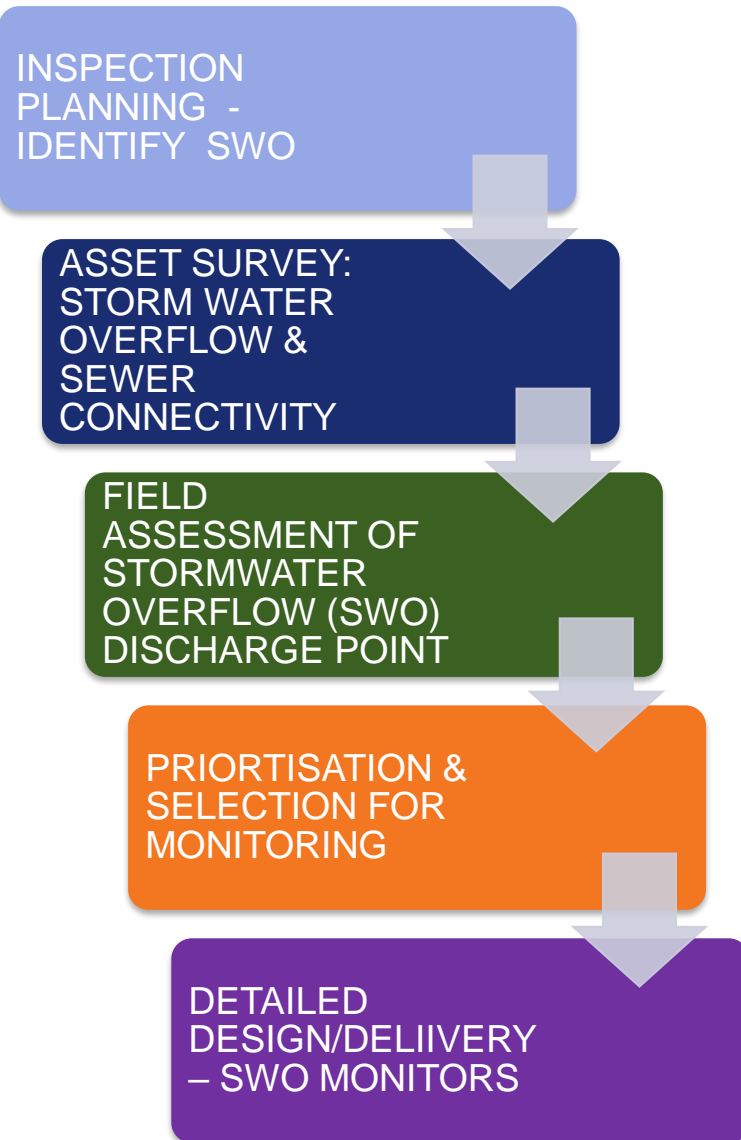 INSPECTION
PLANNING -
IDENTIFY SWO
ASSET SURVEY:
STORM WATER
OVERFLOW &
SEWER
CONNECTIVITY
FIELD
ASSESSMENT OF
STORMWATER
OVERFLOW (SWO)
DISCHARGE POINT
PRIORTISATION &
SELECTION FOR
MONITORING
DETAILED
DESIGN/DELIIVERY
– SWO MONITORS